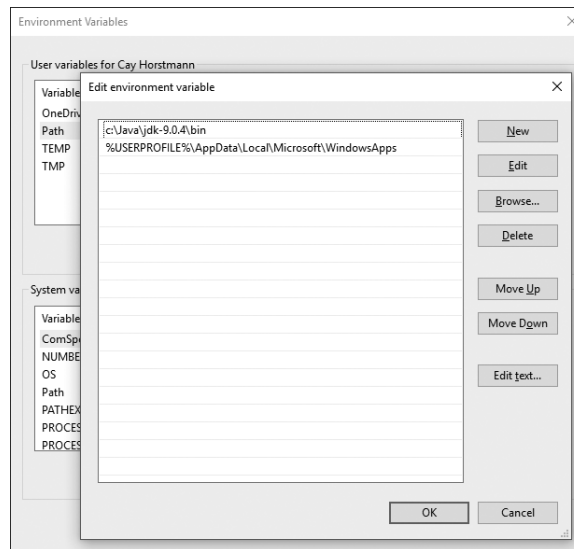 Environment Variables
User variables for Cay Horstmann
Edit environment variable
Variable
OneDriv
Path
TEMP
TMP
c:\Java\jdk-9.0.4\bin
%USERPROFILE%\AppData\Local\Microsoft\WindowsApps
New
Edit
Browse...
Delete
Move Up
Move Down
Edit text...
System va
Variable
ComSpe
NUMBE
OS
Path
PATHEX
PROCES
PROCES
OK
Cancel